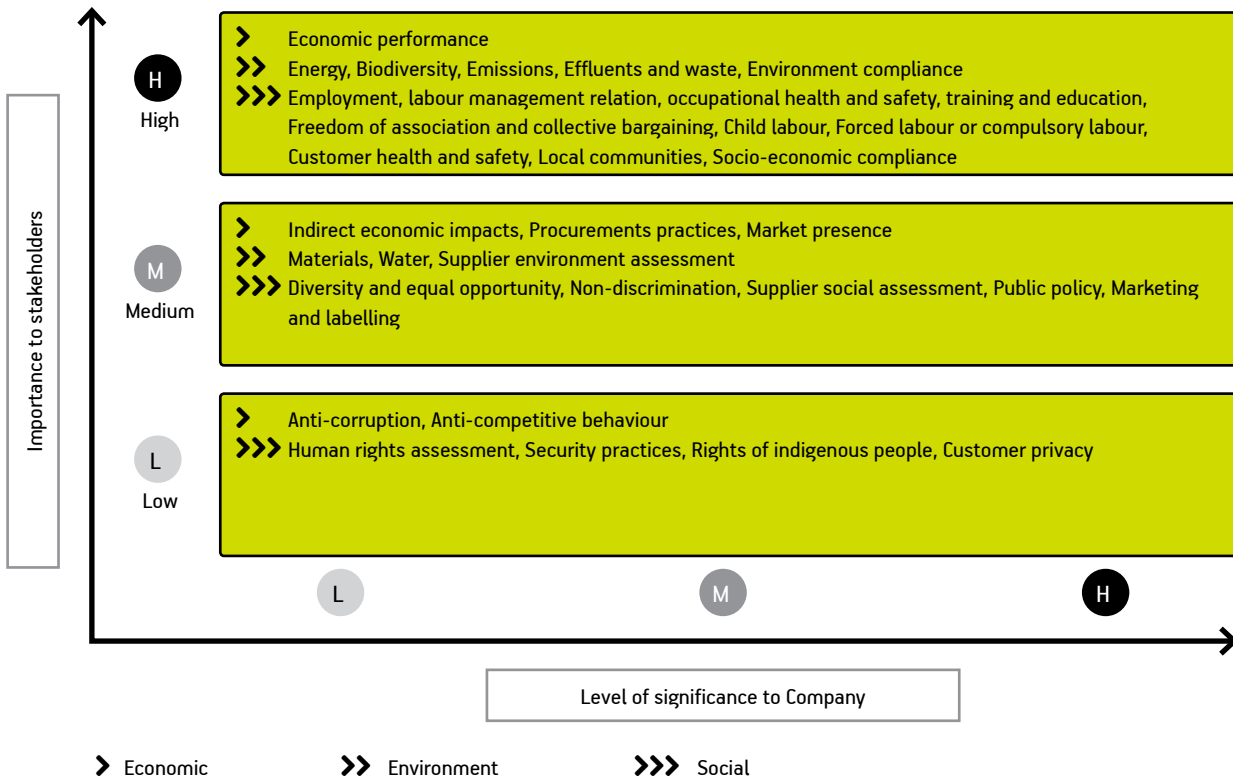 H
High
Economic performance
Energy, Biodiversity, Emissions, Effluents and waste, Environment compliance
Employment, labour management relation, occupational health and safety, training and education,
Freedom of association and collective bargaining, Child labour, Forced labour or compulsory labour,
Customer health and safety, Local communities, Socio-economic compliance
Importance to stakeholders
M
Medium
Indirect economic impacts, Procurements practices, Market presence
Materials, Water, Supplier environment assessment
Diversity and equal opportunity, Non-discrimination, Supplier social assessment, Public policy, Marketing
and labelling
L
Low
Anti-corruption, Anti-competitive behaviour
Human rights assessment, Security practices, Rights of indigenous people, Customer privacy
L
M
H
Level of significance to Company
Economic
Environment
Social